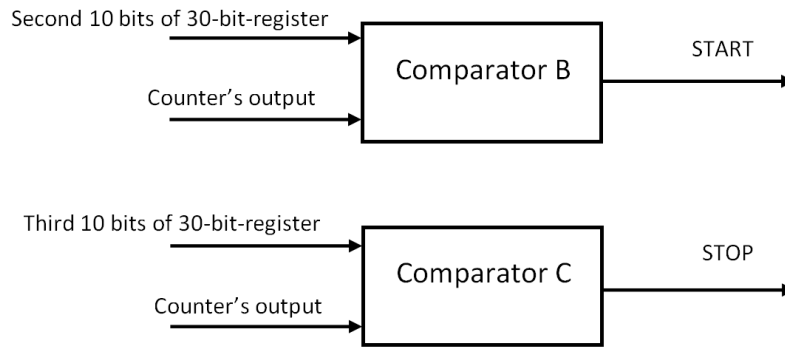 Second 10 bits of 30-bit-register
START
Comparator B
Counter’s output
Third 10 bits of 30-bit-register
STOP
Comparator C
Counter’s output